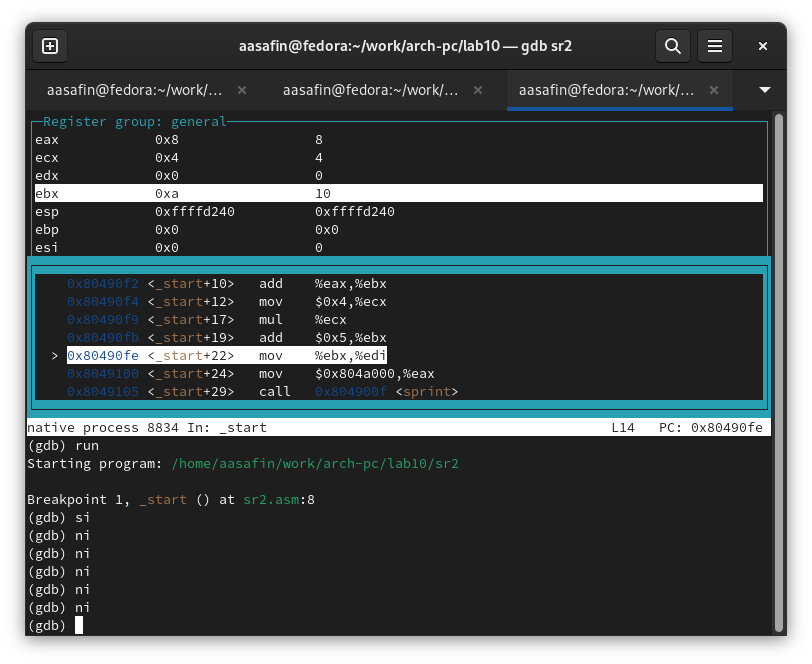 aasafin@fedora:~/work/arch-pc/lab10 — gdb sr2
aasafin@fedora:~/work/... aasafin@fedora:~/work/... aasafin@fedora:~/work/...
Register group: general
eax 0x8 8
ecx 0x4 4
edx 0x0 0
ebx 0xa 10
esp 0xffffd240 0xffffd240
ebp 0x0 0x0
esi 0x0 0
0x80490f2 <_start+10> add %eax,%ebx
0x80490f4 <_start+12> mov $0x4,%ecx
0x80490f9 <_start+17> mul %ecx
0x80490fb <_start+19> add $0x5,%ebx
> 0x80490fe <_start+22> mov %ebx,%edi
0x8049100 <_start+24> mov $0x804a000,%eax
0x8049105 <_start+29> call 0x804900f <sprint>
native process 8834 In: _start L14 PC: 0x80490fe
(gdb) run
Starting program: /home/aasafin/work/arch-pc/lab10/sr2
Breakpoint 1, _start () at sr2.asm:8
(gdb) si
(gdb) ni
(gdb) ni
(gdb) ni
(gdb) ni
(gdb) ni
(gdb)